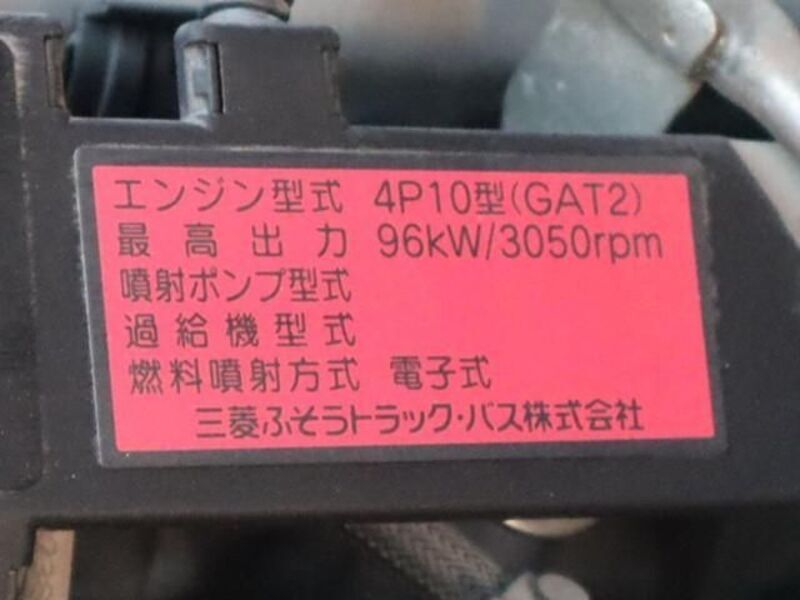 エンジン型式 4P10型(GAT2)
最高出力 96kW/3050rpm
噴射ポンプ型式
過給機型式
燃料噴射方式 電子式
三菱ふそうトラック・バス株式会社